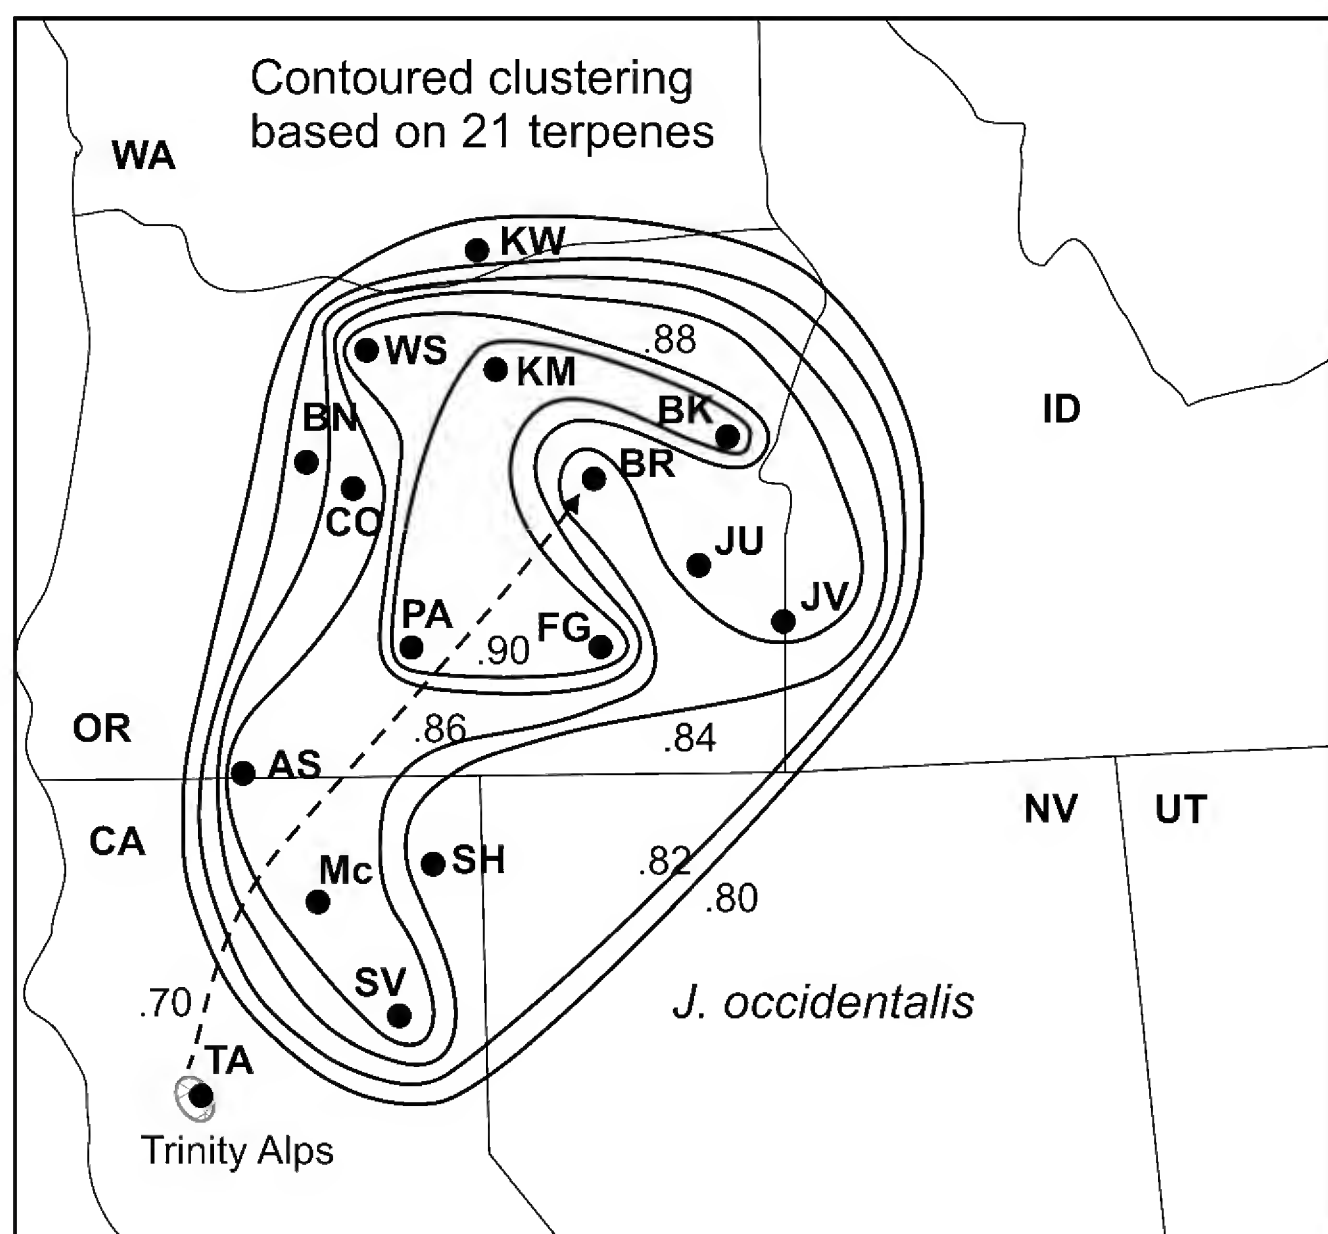 Contoured clustering
based on 21 terpenes
WA
KW
.88
WS
KM
BK
ID
BN
BR
CO
JU
JV
PA
FG
.90
OR
.86
.84
AS
NV
UT
CA
Mc
SH
.82
.80
SV
.70
J. occidentalis
TA
Trinity Alps